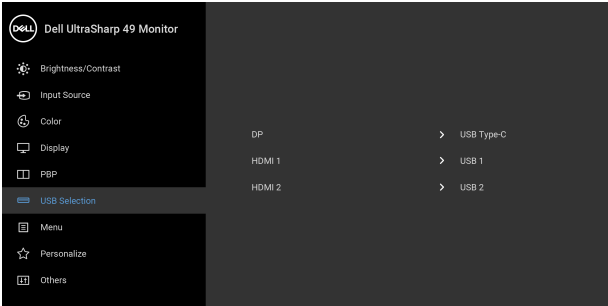 DELL Dell UltraSharp 49 Monitor
Brightness/Contrast
Input Source
Color
Display
PBP
USB Selection
Menu
Personalize
Others
DP > USB Type-C
HDMI 1 > USB 1
HDMI 2 > USB 2